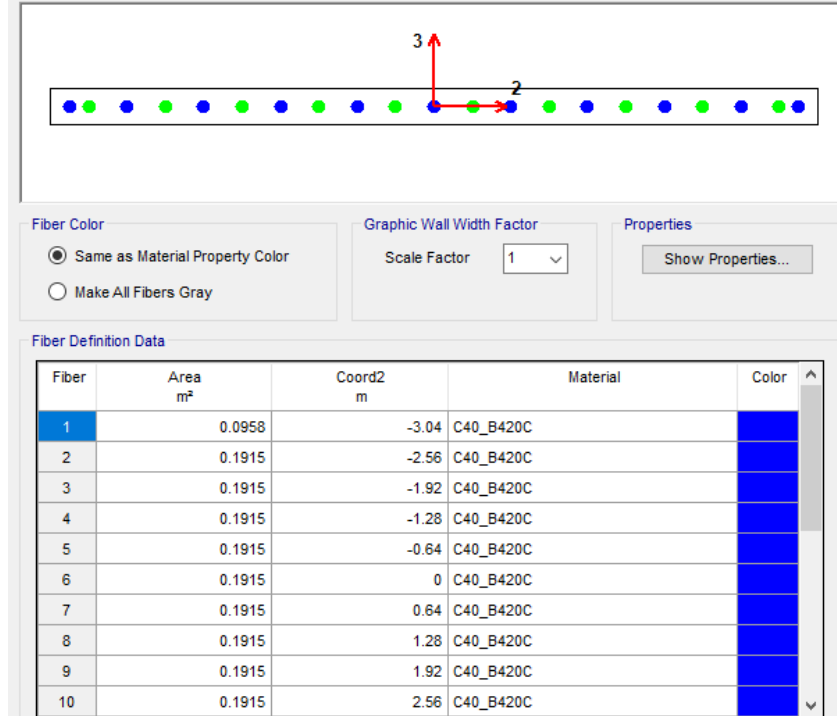 3
2
Fiber Color
Graphic Wall Width Factor
Properties
Same as Material Property Color
Scale Factor 1
Show Properties...
Make All Fibers Gray
Fiber Definition Data
Fiber Area m² Coord2 m Material Color
1 0.0958 -3.04 C40_B420C
2 0.1915 -2.56 C40_B420C
3 0.1915 -1.92 C40_B420C
4 0.1915 -1.28 C40_B420C
5 0.1915 -0.64 C40_B420C
6 0.1915 0 C40_B420C
7 0.1915 0.64 C40_B420C
8 0.1915 1.28 C40_B420C
9 0.1915 1.92 C40_B420C
10 0.1915 2.56 C40_B420C